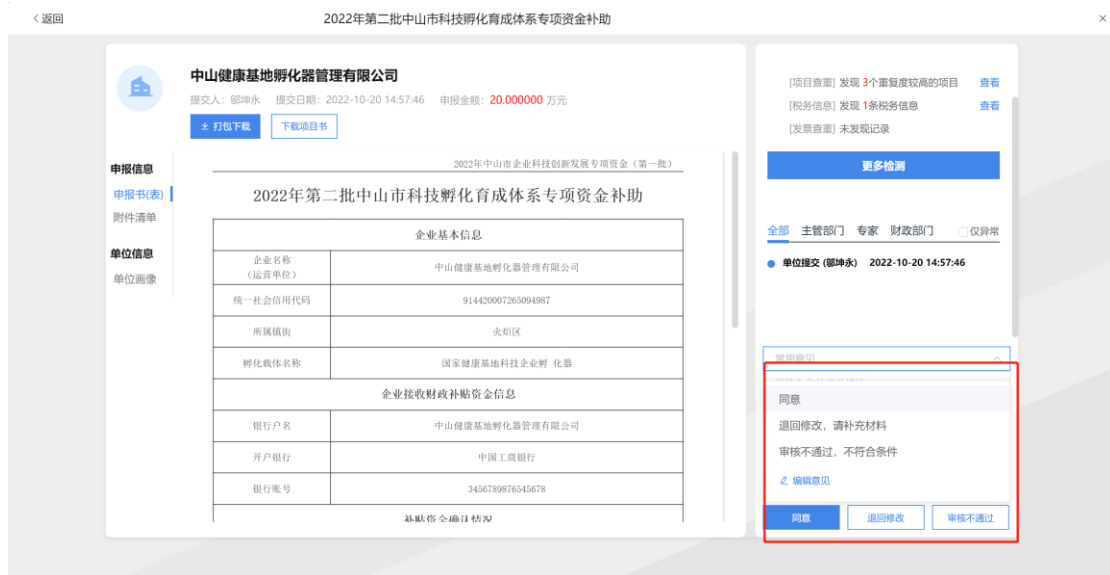 < 返回
2022年第二批中山市科技孵化育成体系专项资金补助
×
中山健康基地孵化器管理有限公司
提交人：邬坤永 提交日期：2022-10-20 14:57:46 申报金额：20.000000 万元
打包下载 下载项目书
申报信息
申报书(表)
附件清单
单位信息
单位画像
2022年中山市企业科技创新发展专项资金（第一批）
2022年第二批中山市科技孵化育成体系专项资金补助
企业基本信息
企业名称
（运营单位）
中山健康基地孵化器管理有限公司
统一社会信用代码 914420007265094987
所属镇街 火炬区
孵化载体名称 国家健康基地科技企业孵 化器
企业接收财政补贴资金信息
银行户名 中山健康基地孵化器管理有限公司
开户银行 中国工商银行
银行账号 3456789876545678
补贴资金确认情况
[项目查重] 发现 3个重复度较高的项目 查看
[税务信息] 发现 1条税务信息 查看
[发票查重] 未发现记录
更多检测
全部 主管部门 专家 财政部门 仅异常
单位提交 (邬坤永) 2022-10-20 14:57:46
常用意见
同意
退回修改，请补充材料
审核不通过，不符合条件
编辑意见
同意 退回修改 审核不通过